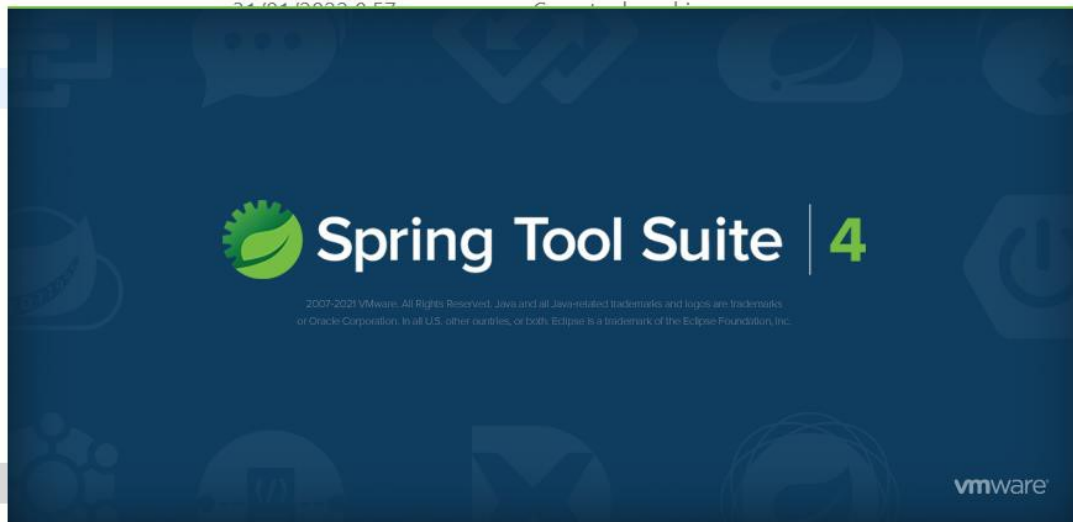 Spring Tool Suite | 4
2007-2021 VMware. All Rights Reserved. Java and all Java-related trademarks and logos are trademarks
or Oracle Corporation. In all U.S. other ountries, or both. Eclipse is a trademark of the Eclipse Foundation, Inc.
vmware